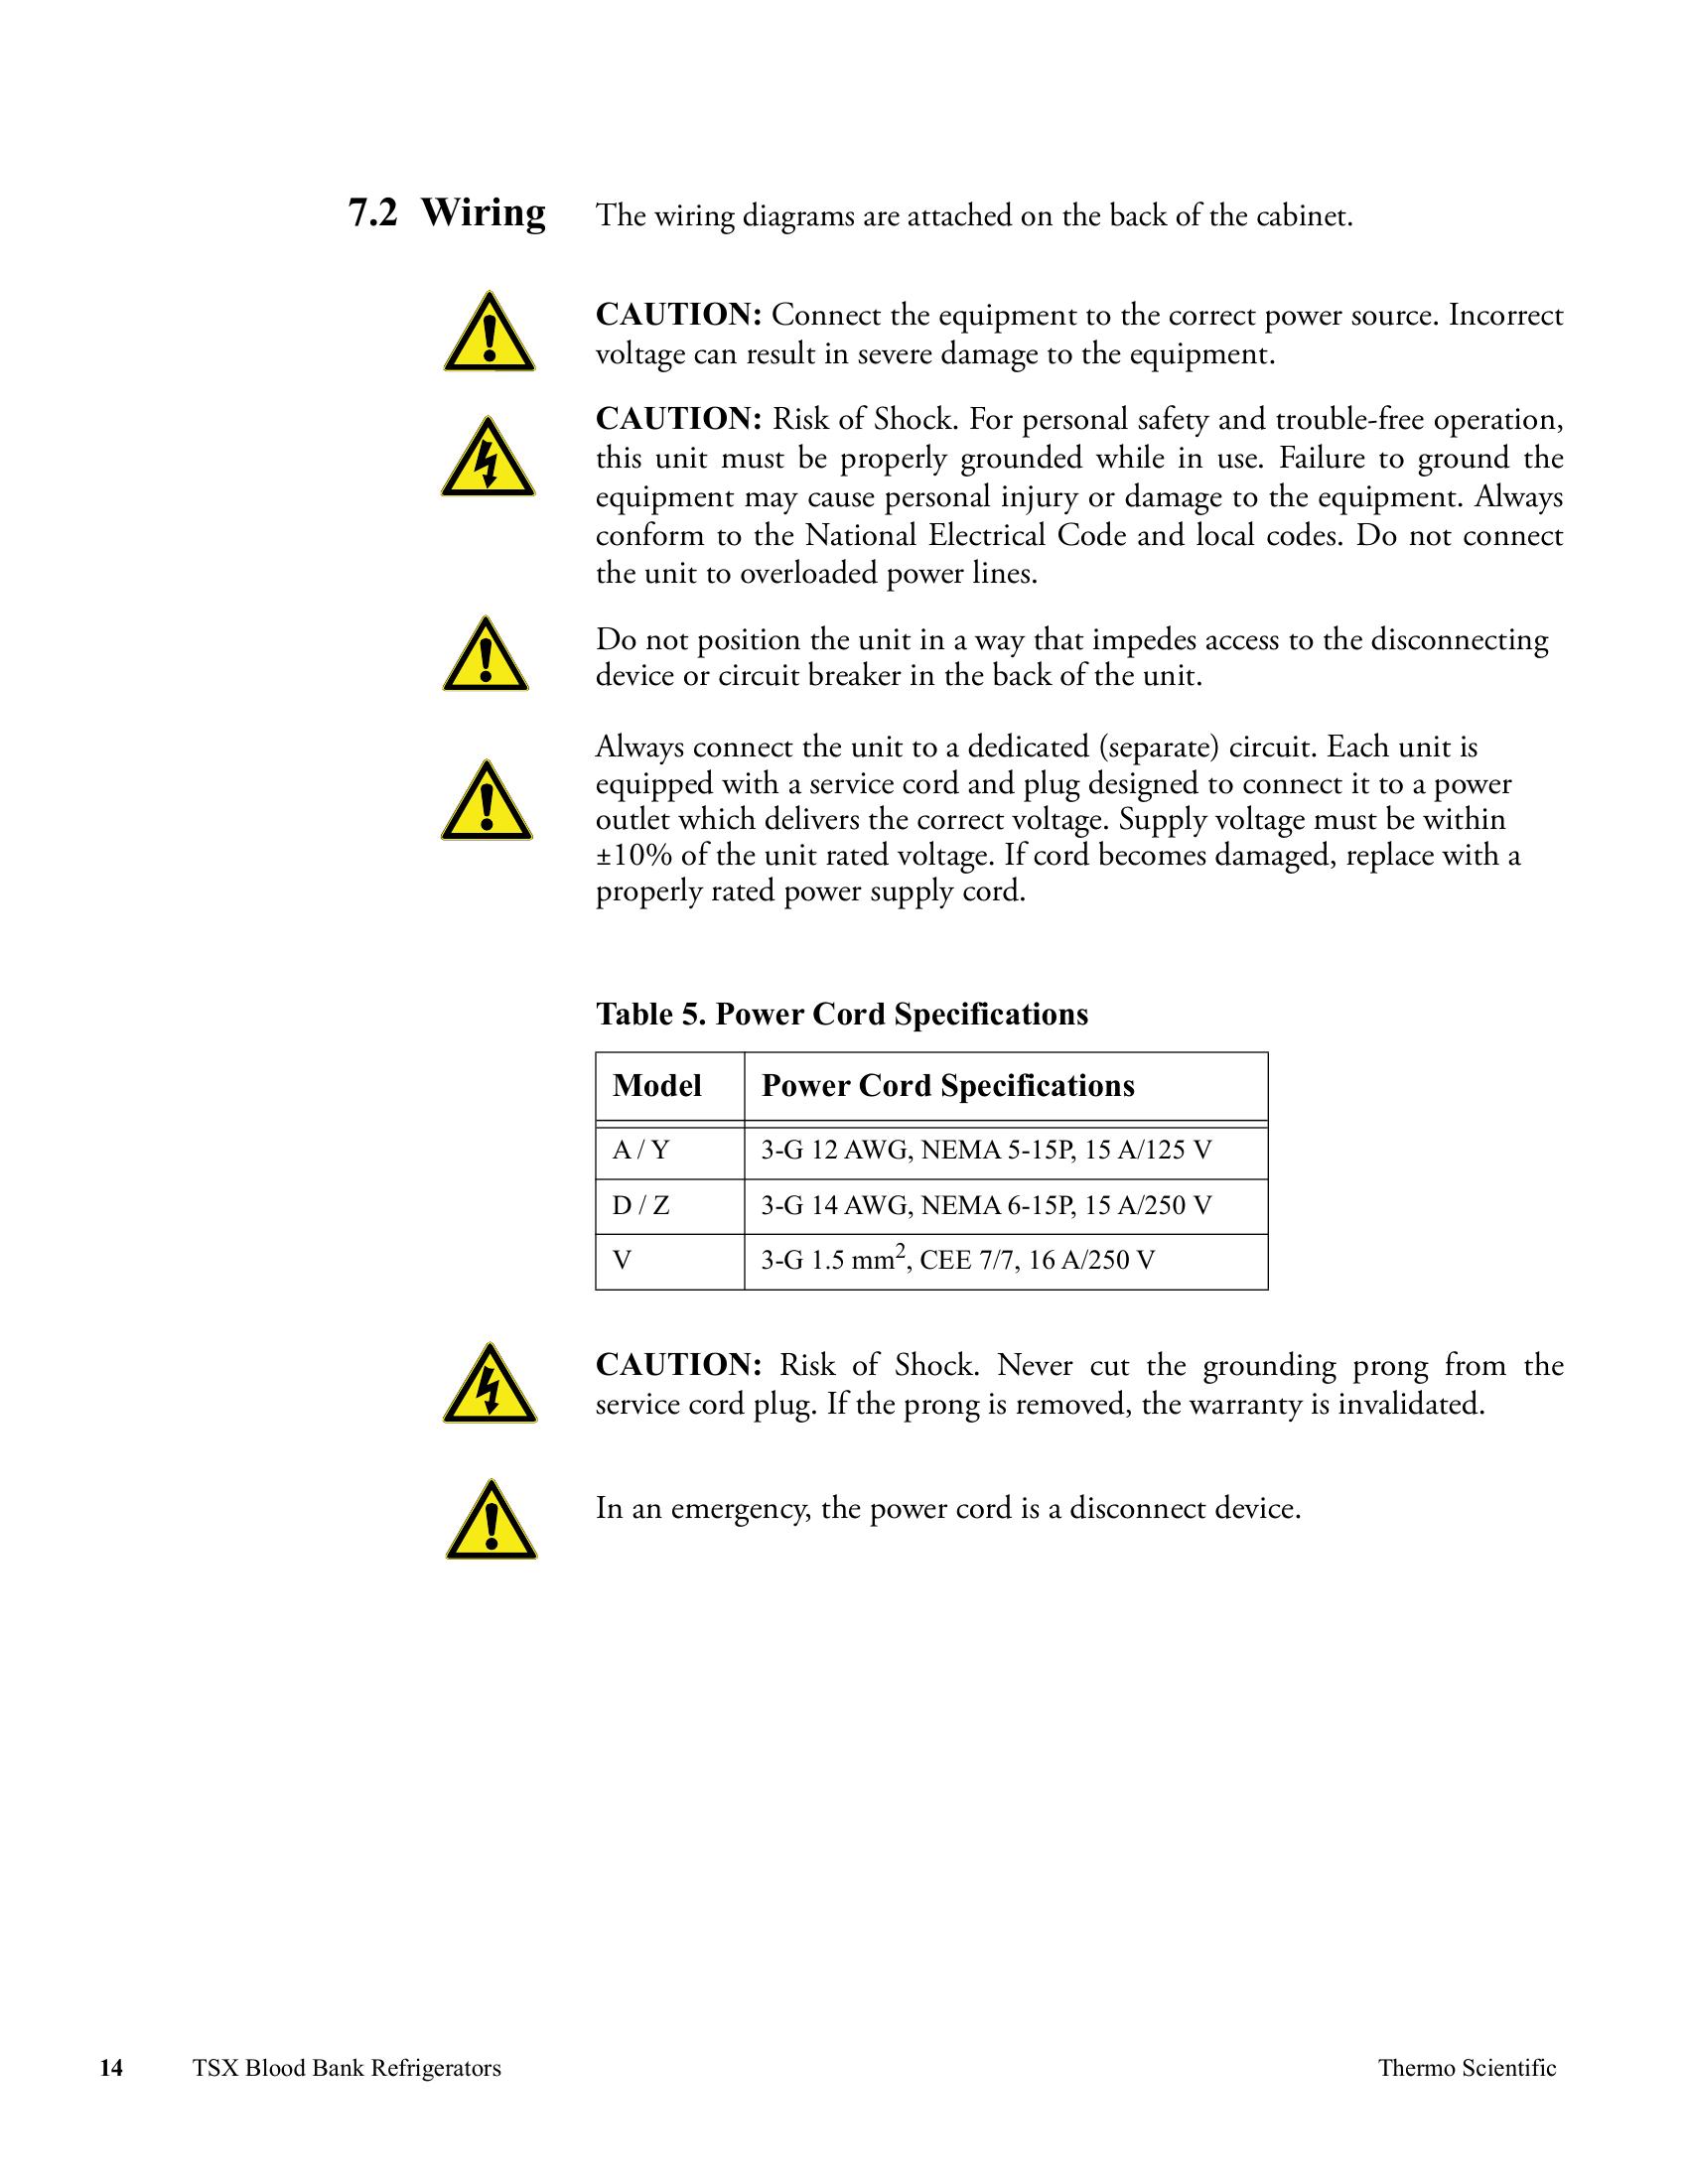 7.2 Wiring The wiring diagrams are attached on the back of the cabinet.
CAUTION: Connect the equipment to the correct power source. Incorrect
voltage can result in severe damage to the equipment.
CAUTION: Risk of Shock. For personal safety and trouble-free operation,
this unit must be properly grounded while in use. Failure to ground the
equipment may cause personal injury or damage to the equipment. Always
conform to the National Electrical Code and local codes. Do not connect
the unit to overloaded power lines.
Do not position the unit in a way that impedes access to the disconnecting
device or circuit breaker in the back of the unit.
Always connect the unit to a dedicated (separate) circuit. Each unit is
equipped with a service cord and plug designed to connect it to a power
outlet which delivers the correct voltage. Supply voltage must be within
±10% of the unit rated voltage. If cord becomes damaged, replace with a
properly rated power supply cord.
Table 5. Power Cord Specifications
Model Power Cord Specifications
A / Y 3-G 12 AWG, NEMA 5-15P, 15 A/125 V
D / Z 3-G 14 AWG, NEMA 6-15P, 15 A/250 V
V 3-G 1.5 mm², CEE 7/7, 16 A/250 V
CAUTION: Risk of Shock. Never cut the grounding prong from the
service cord plug. If the prong is removed, the warranty is invalidated.
In an emergency, the power cord is a disconnect device.
14 TSX Blood Bank Refrigerators Thermo Scientific